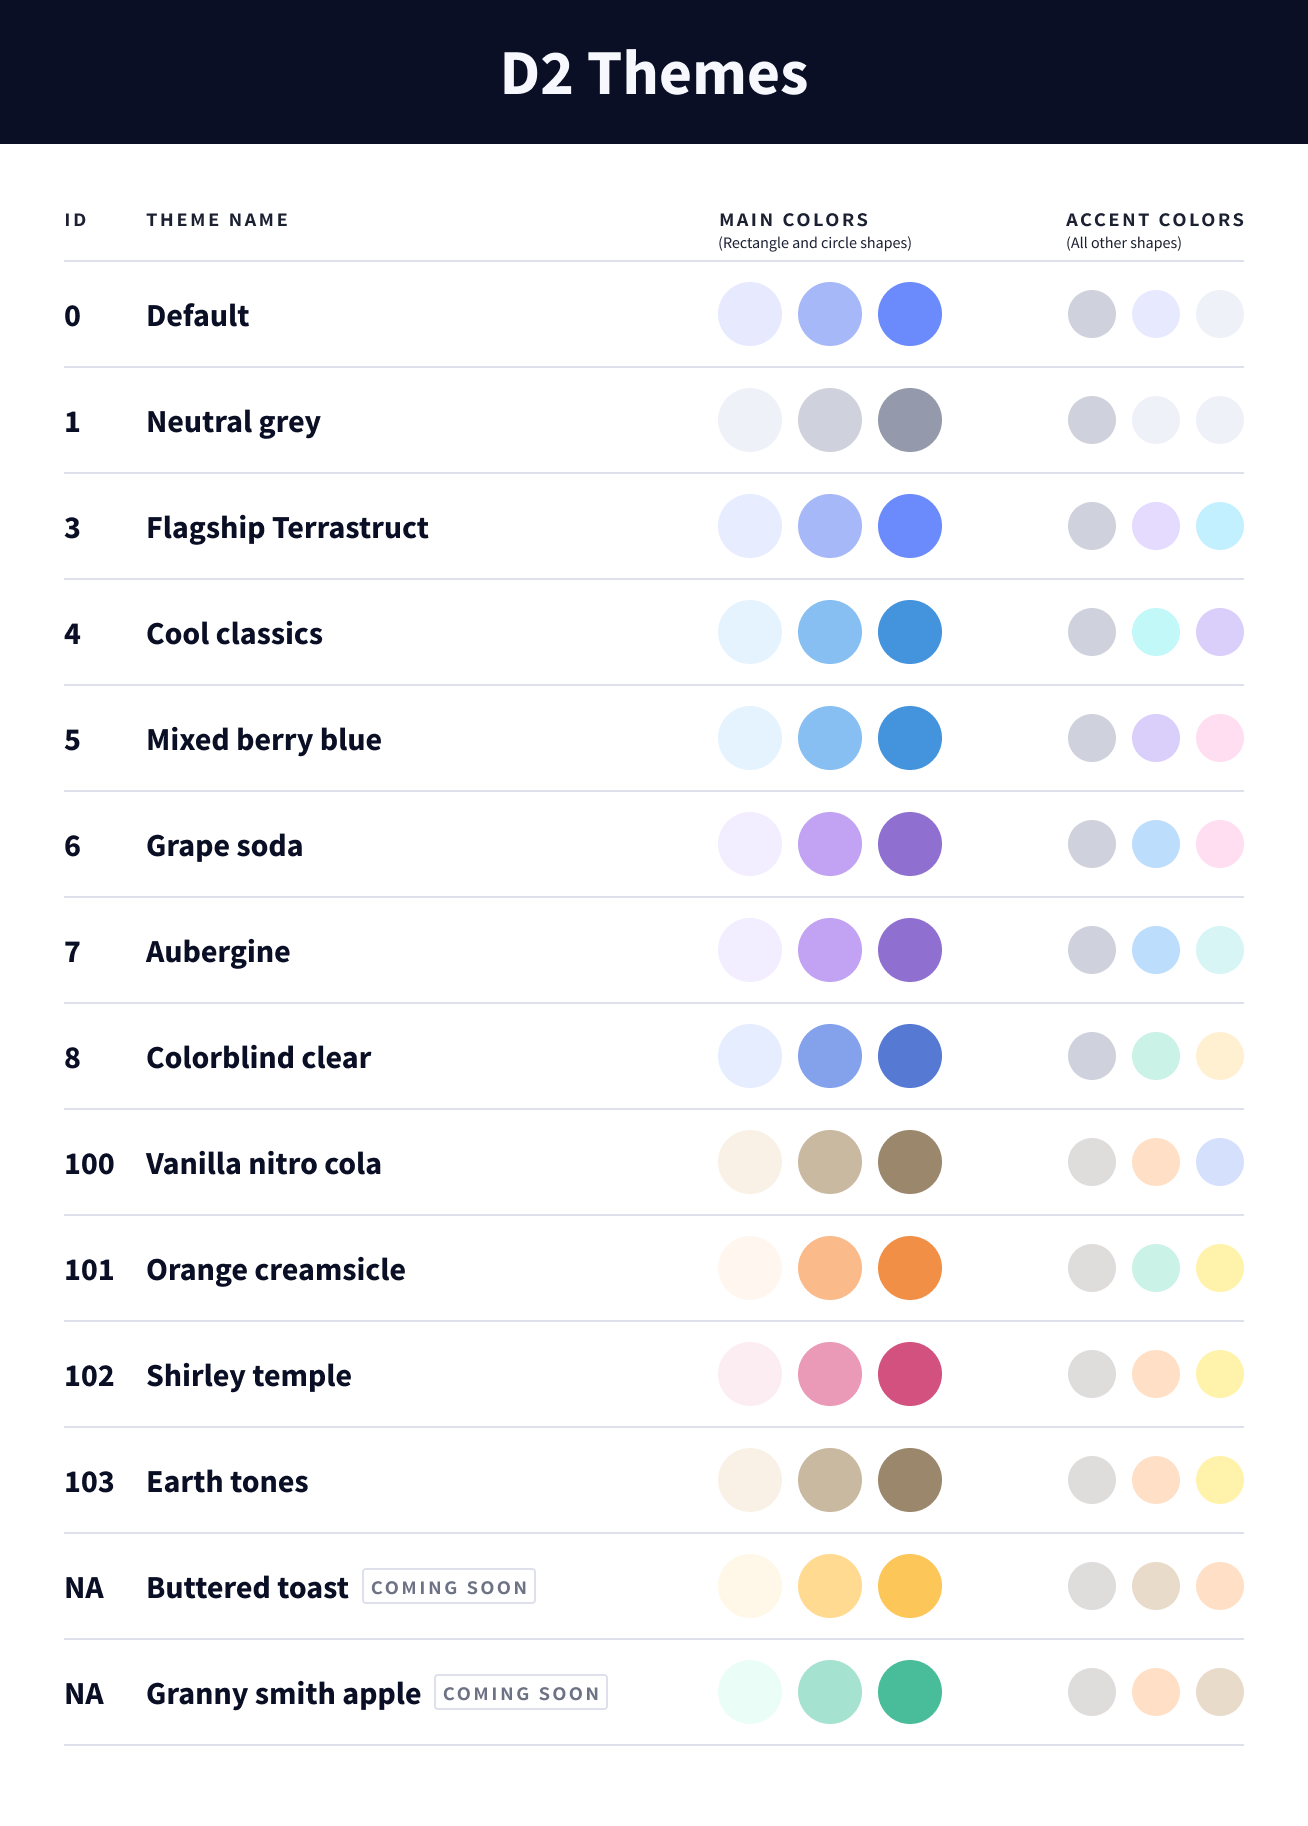 D2 Themes
ID THEME NAME MAIN COLORS ACCENT COLORS
(Rectangle and circle shapes) (All other shapes)
0 Default
1 Neutral grey
3 Flagship Terrastruct
4 Cool classics
5 Mixed berry blue
6 Grape soda
7 Aubergine
8 Colorblind clear
100 Vanilla nitro cola
101 Orange creamsicle
102 Shirley temple
103 Earth tones
NA Buttered toast COMING SOON
NA Granny smith apple COMING SOON